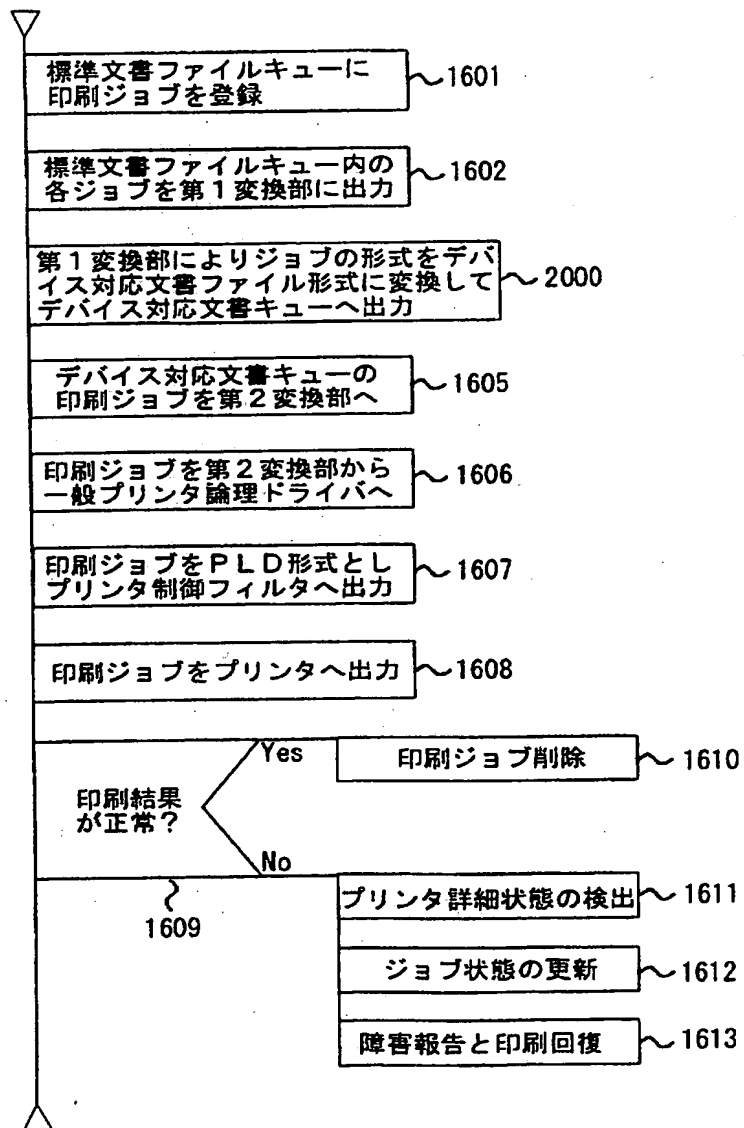 標準文書ファイルキューに
印刷ジョブを登録
1601
標準文書ファイルキュー内の
各ジョブを第1変換部に出力
1602
第1変換部によりジョブの形式をデバ
イス対応文書ファイル形式に変換して
デバイス対応文書キューへ出力
2000
デバイス対応文書キューの
印刷ジョブを第2変換部へ
1605
印刷ジョブを第2変換部から
一般プリンタ論理ドライバへ
1606
印刷ジョブをPLD形式とし
プリンタ制御フィルタへ出力
1607
印刷ジョブをプリンタへ出力
1608
印刷結果
が正常?
Yes
印刷ジョブ削除
1610
No
1609
プリンタ詳細状態の検出
1611
ジョブ状態の更新
1612
障害報告と印刷回復
1613